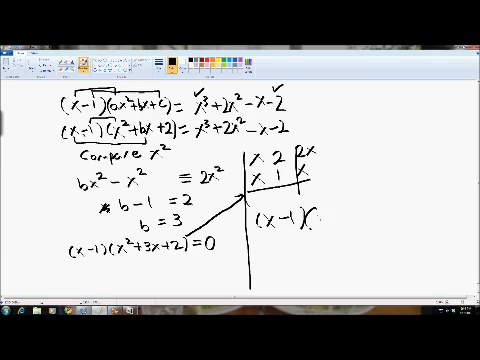 (x-1)(ax²+bx+c) = x³+2x²-x-2
(x-1)(x²+bx+2) = x³+2x²-x-2
Compare x²
bx² - x² ≡ 2x²
b - 1 = 2
b = 3
(x-1)(x²+3x+2) = 0
x 2 2x
x 1 x
(x-1)(